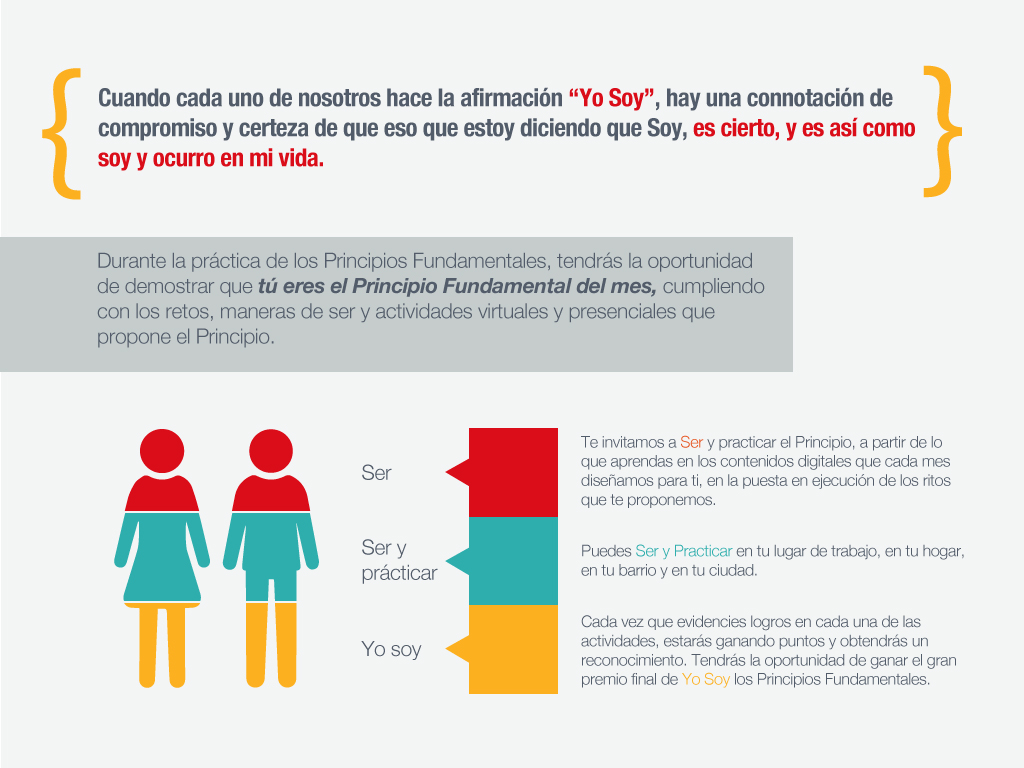 Cuando cada uno de nosotros hace la afirmación “Yo Soy”, hay una connotación de
compromiso y certeza de que eso que estoy diciendo que Soy, es cierto, y es así como
soy y ocurro en mi vida.
Durante la práctica de los Principios Fundamentales, tendrás la oportunidad
de demostrar que tú eres el Principio Fundamental del mes, cumpliendo
con los retos, maneras de ser y actividades virtuales y presenciales que
propone el Principio.
Ser
Te invitamos a Ser y practicar el Principio, a partir de lo
que aprendas en los contenidos digitales que cada mes
diseñamos para ti, en la puesta en ejecución de los ritos
que te proponemos.
Ser y
prácticar
Puedes Ser y Practicar en tu lugar de trabajo, en tu hogar,
en tu barrio y en tu ciudad.
Yo soy
Cada vez que evidencies logros en cada una de las
actividades, estarás ganando puntos y obtendrás un
reconocimiento. Tendrás la oportunidad de ganar el gran
premio final de Yo Soy los Principios Fundamentales.